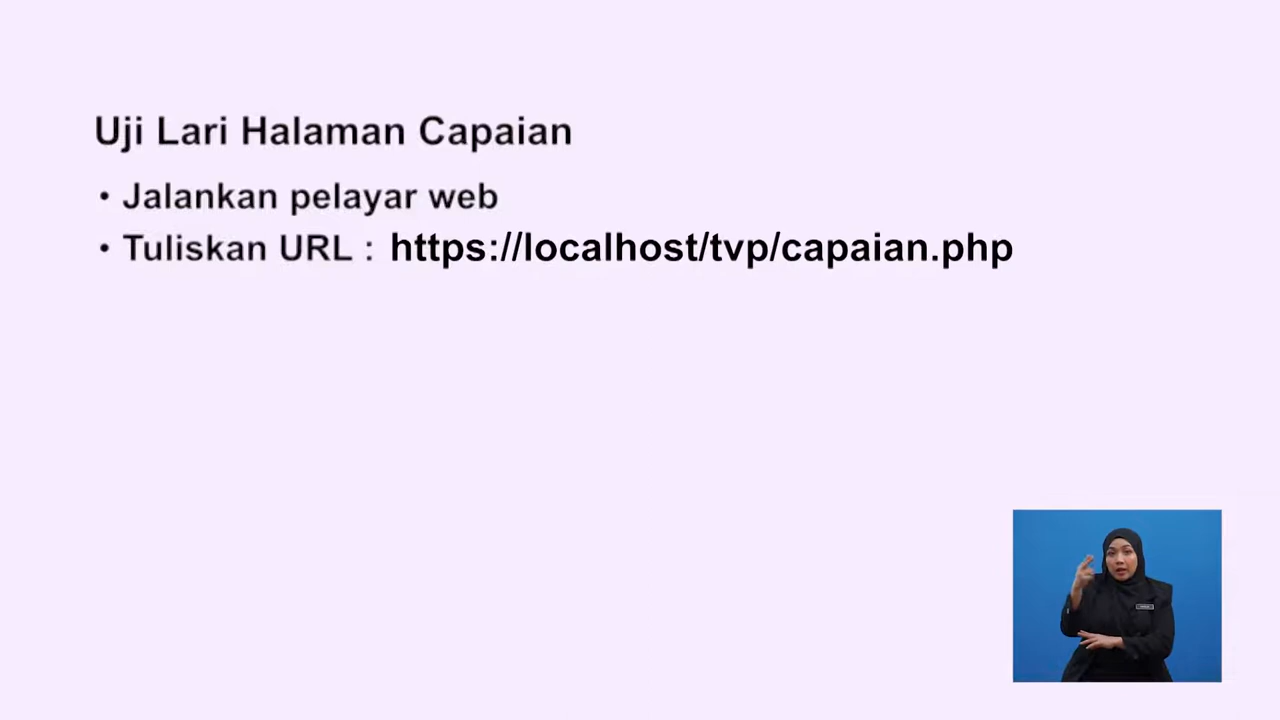 Uji Lari Halaman Capaian
• Jalankan pelayar web
• Tuliskan URL : https://localhost/tvp/capaian.php